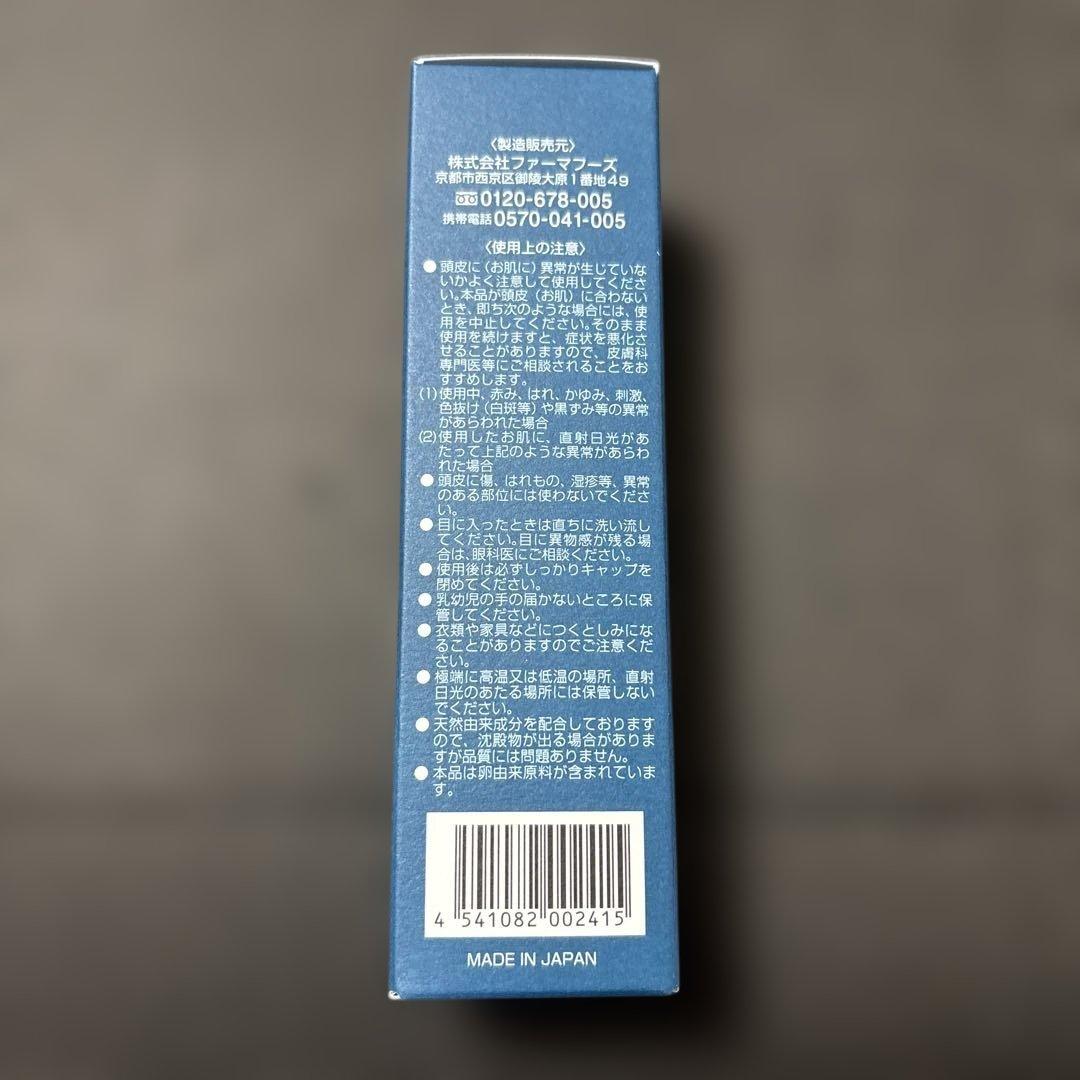 〈製造販売元〉
株式会社ファーマフーズ
京都市西京区御陵大原1番地49
0120-678-005
携帯電話0570-041-005
〈使用上の注意〉
●頭皮に（お肌に）異常が生じていな
いかよく注意して使用してくださ
い。本品が頭皮（お肌）に合わない
とき、即ち次のような場合には、使
用を中止してください。そのまま
使用を続けますと、症状を悪化さ
せることがありますので、皮膚科
専門医等にご相談されることをお
すすめします。
(1)使用中、赤み、はれ、かゆみ、刺激、
色抜け（白斑等）や黒ずみ等の異常
があらわれた場合
(2)使用したお肌に、直射日光があ
たって上記のような異常があらわ
れた場合
●頭皮に傷、はれもの、湿疹等、異常
のある部位には使わないでくださ
い。
●目に入ったときは直ちに洗い流し
てください。目に異物感が残る場
合は、眼科医にご相談ください。
●使用後は必ずしっかりキャップを
閉めてください。
●乳幼児の手の届かないところに保
管してください。
●衣類や家具などにつくとしみにな
ることがありますのでご注意くだ
さい。
●極端に高温又は低温の場所、直射
日光のあたる場所には保管しない
でください。
●天然由来成分を配合しております
ので、沈殿物が出る場合がありま
すが品質には問題ありません。
●本品は卵由来原料が含まれていま
す。
4 541082 002415
MADE IN JAPAN